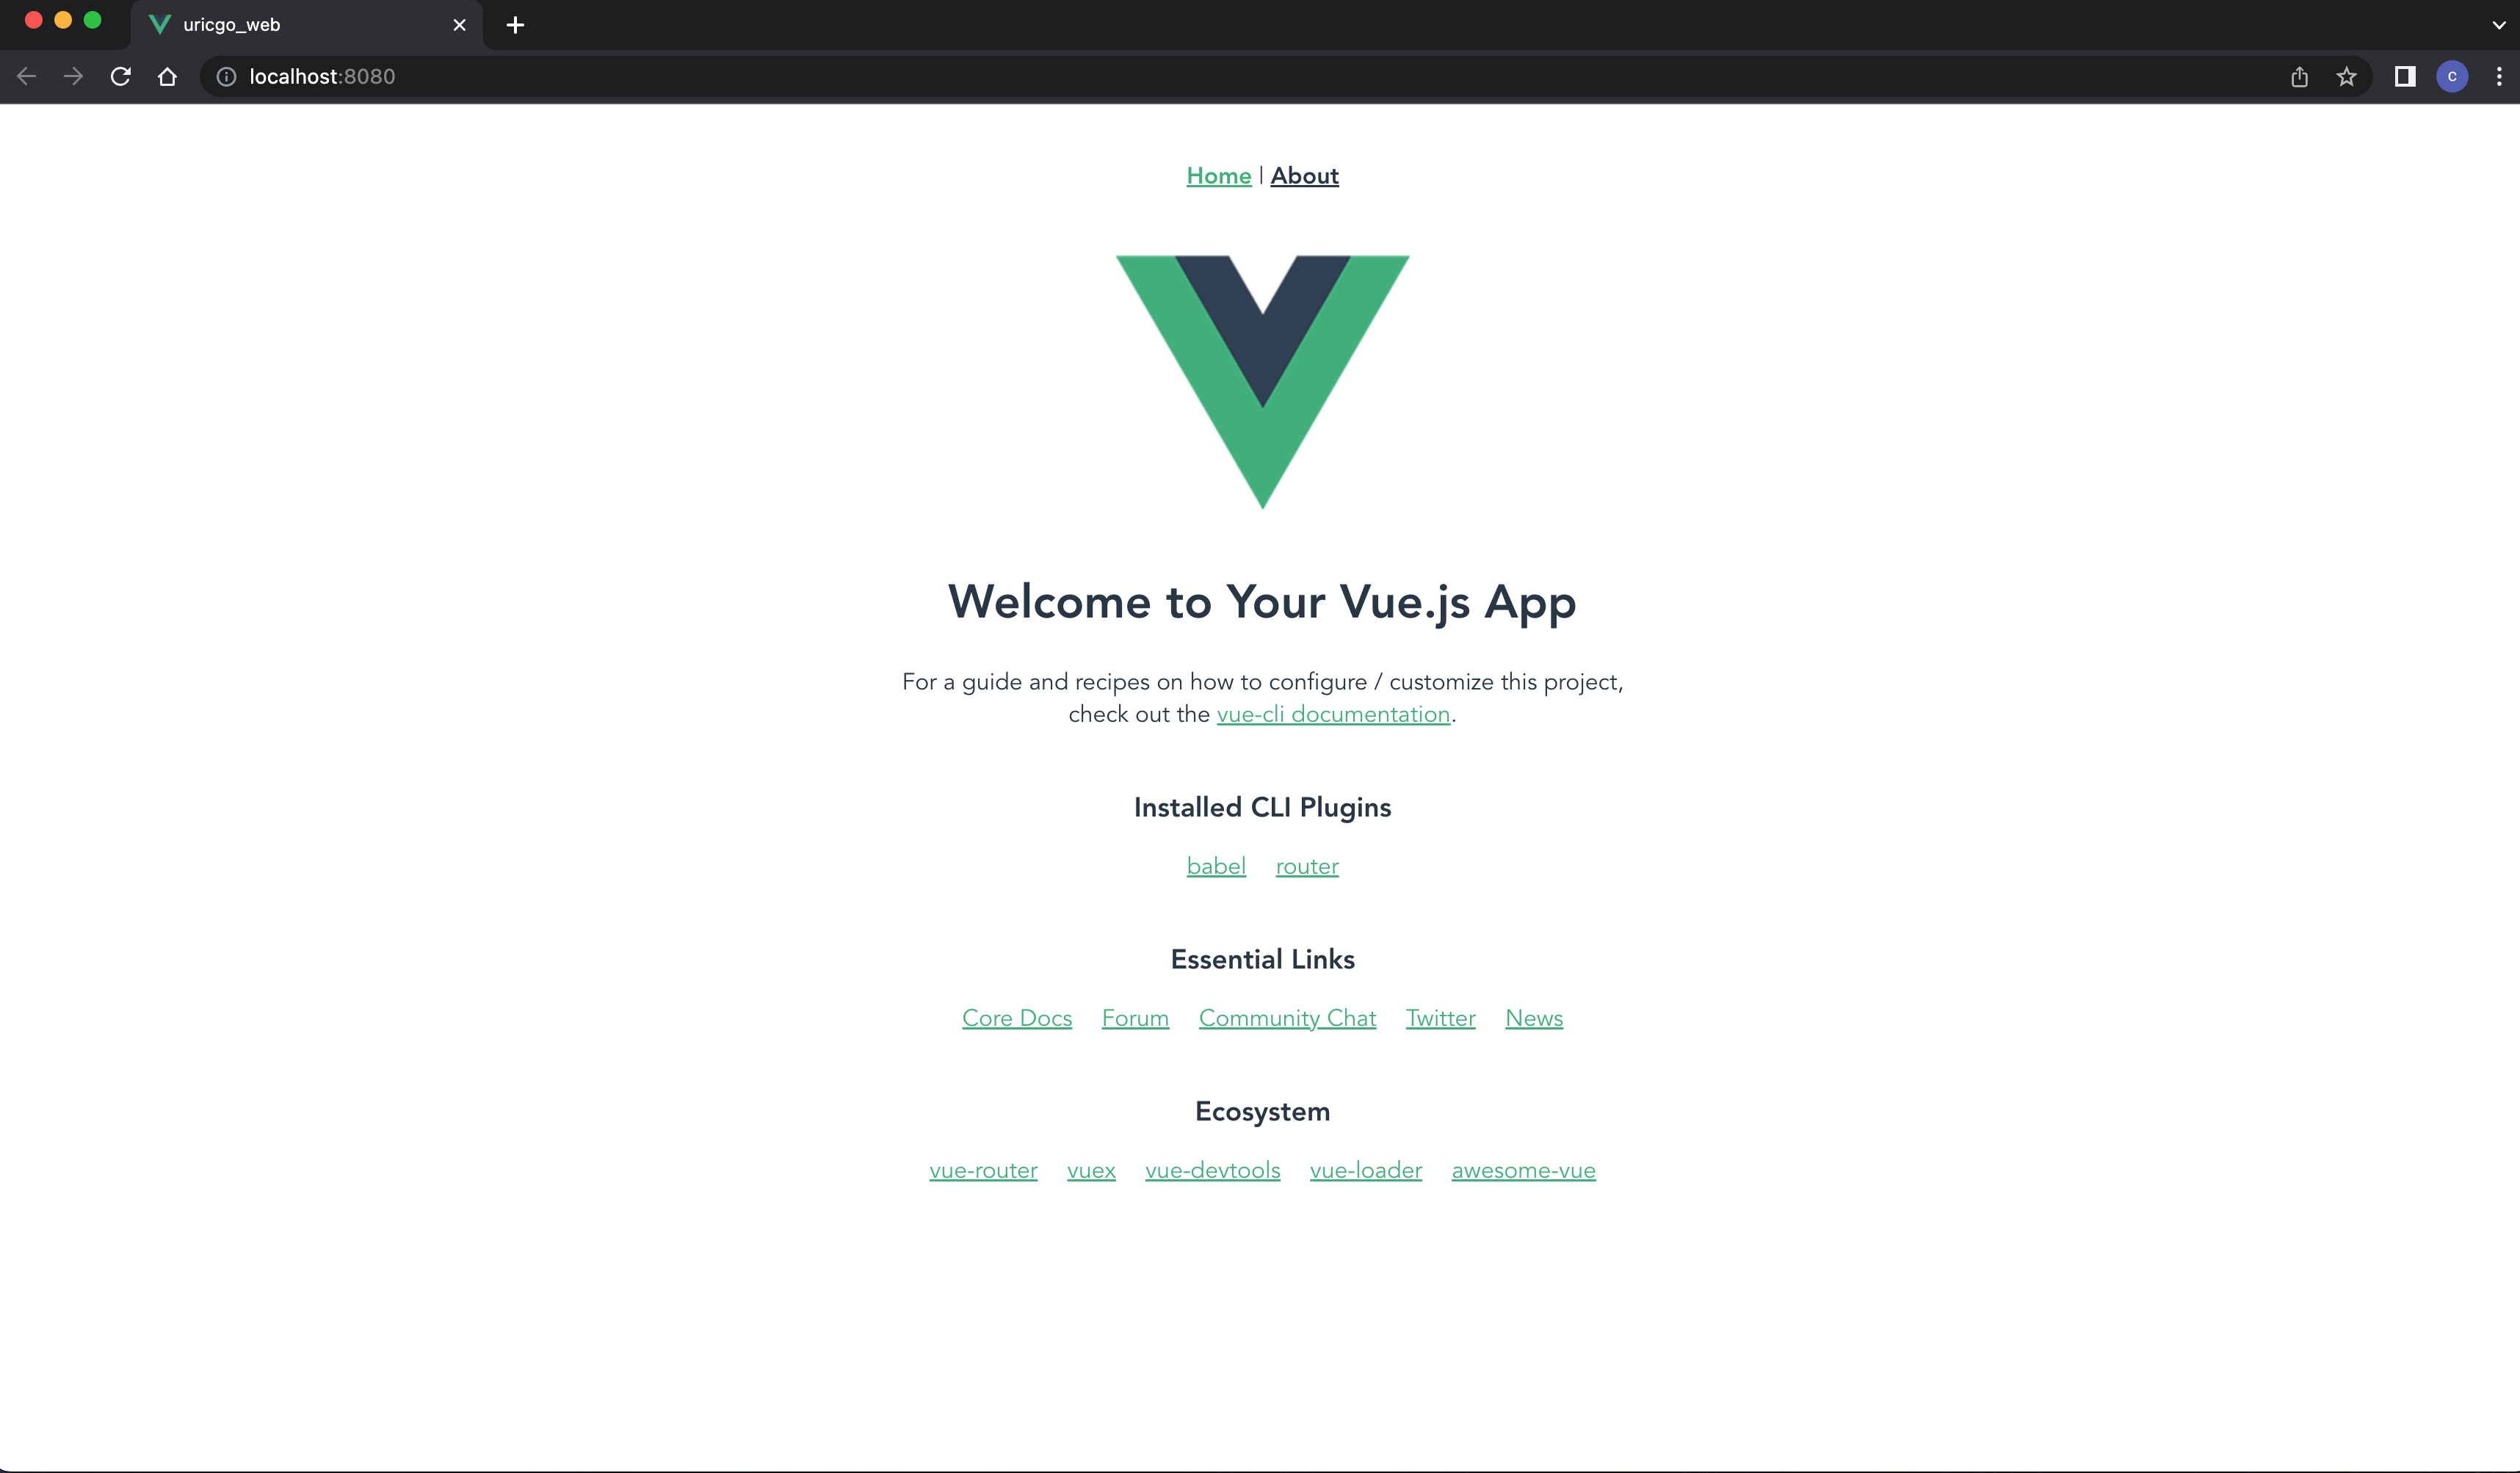 uricgo_web
localhost:8080
C
Home | About
Welcome to Your Vue.js App
For a guide and recipes on how to configure / customize this project,
check out the vue-cli documentation.
Installed CLI Plugins
babel router
Essential Links
Core Docs Forum Community Chat Twitter News
Ecosystem
vue-router vuex vue-devtools vue-loader awesome-vue